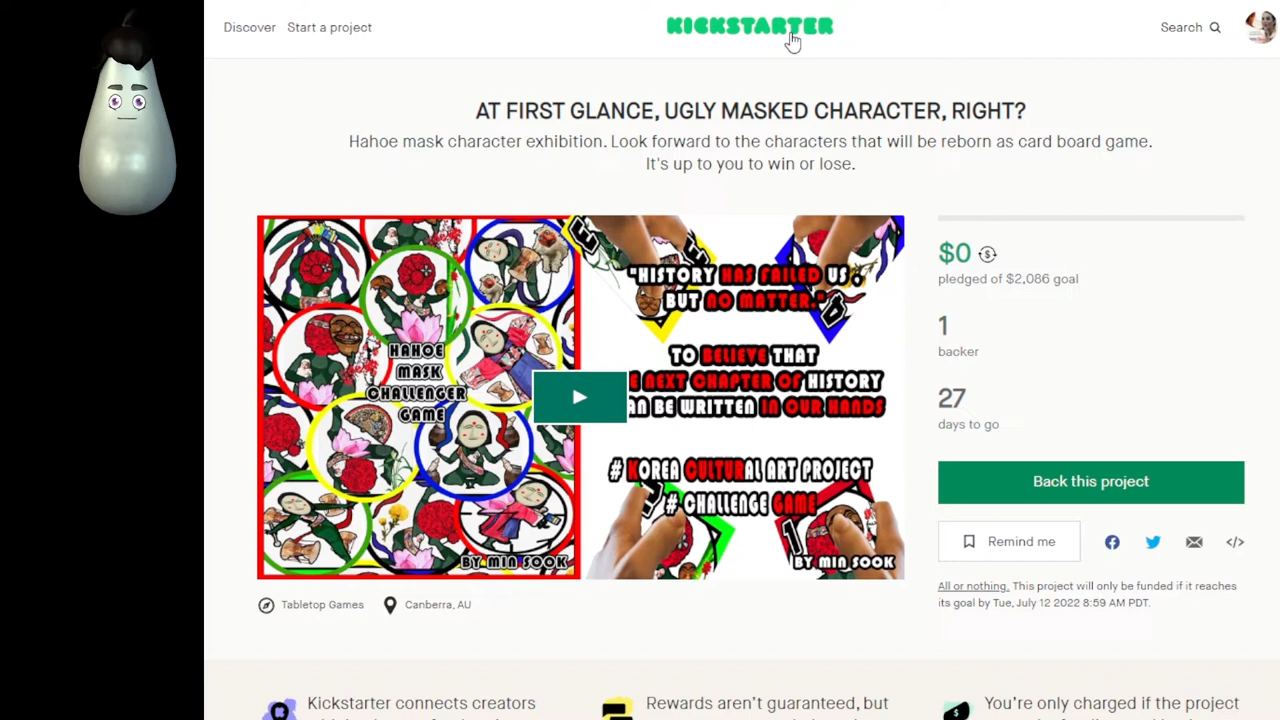 Discover Start a project
KICKSTARTER
Search
AT FIRST GLANCE, UGLY MASKED CHARACTER, RIGHT?
Hahoe mask character exhibition. Look forward to the characters that will be reborn as card board game.
It's up to you to win or lose.
HAHOE
MASK
CHALLENGER
GAME
BY MIN SOOK
"HISTORY HAS FAILED US,
BUT NO MATTER."
TO BELIEVE THAT
NEXT CHAPTER OF HISTORY
BE WRITTEN IN OUR HANDS
# KOREA CULTURAL ART PROJECT
# CHALLENGE GAME
1
BY MIN SOOK
$0
pledged of $2,086 goal
1
backer
27
days to go
Back this project
Remind me
All or nothing. This project will only be funded if it reaches
its goal by Tue, July 12 2022 8:59 AM PDT.
Tabletop Games Canberra, AU
Kickstarter connects creators
Rewards aren't guaranteed, but
You're only charged if the project